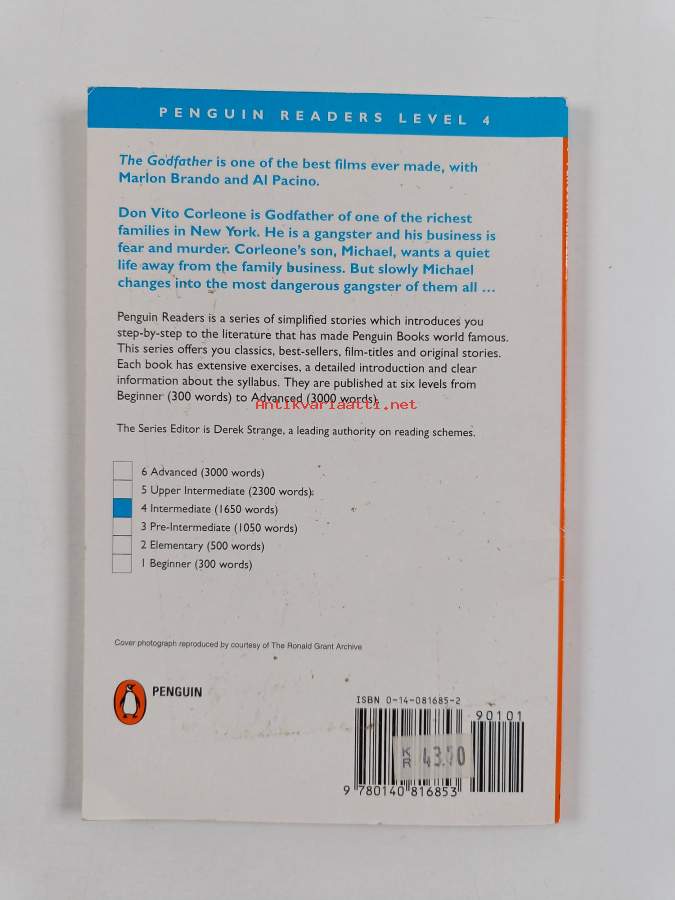 PENGUIN READERS LEVEL 4
The Godfather is one of the best films ever made, with
Marlon Brando and Al Pacino.
Don Vito Corleone is Godfather of one of the richest
families in New York. He is a gangster and his business is
fear and murder. Corleone's son, Michael, wants a quiet
life away from the family business. But slowly Michael
changes into the most dangerous gangster of them all ...
Penguin Readers is a series of simplified stories which introduces you
step-by-step to the literature that has made Penguin Books world famous.
This series offers you classics, best-sellers, film-titles and original stories.
Each book has extensive exercises, a detailed introduction and clear
information about the syllabus. They are published at six levels from
Beginner (300 words) to Advanced (3000 words).
Antikvariaatti.net
The Series Editor is Derek Strange, a leading authority on reading schemes.
6 Advanced (3000 words)
5 Upper Intermediate (2300 words)
4 Intermediate (1650 words)
3 Pre-Intermediate (1050 words)
2 Elementary (500 words)
1 Beginner (300 words)
Cover photograph reproduced by courtesy of The Ronald Grant Archive
PENGUIN
ISBN 0-14-081685-2
90101
KR 43.70
9 780140 816853